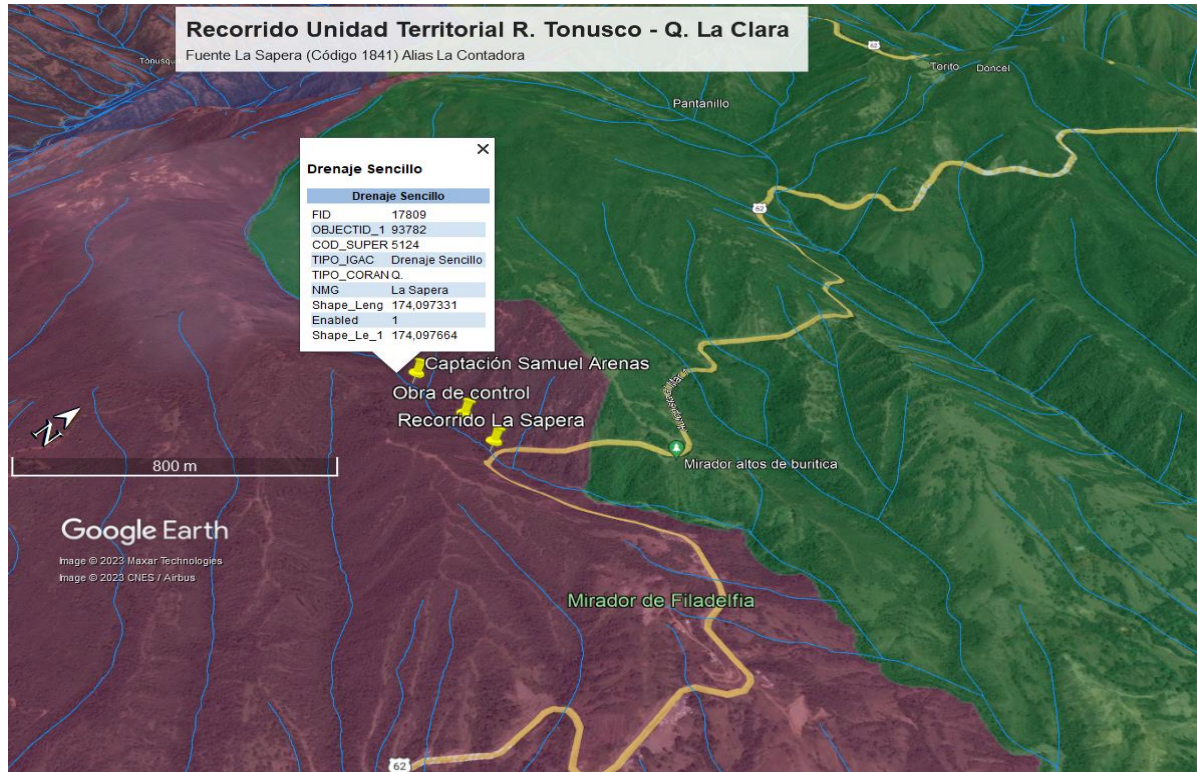 Recorrido Unidad Territorial R. Tonusco - Q. La Clara
Fuente La Sapera (Código 1841) Alias La Contadora
62
Torito
Doncel
Pantanillo
Drenaje Sencillo
Drenaje Sencillo
FID 17809
OBJECTID_1 93782
COD_SUPER 5124
TIPO_IGAC Drenaje Sencillo
TIPO_CORAN Q.
NMG La Sapera
Shape_Leng 174,097331
Enabled 1
Shape_Le_1 174,097664
62
Captación Samuel Arenas
Obra de control
Recorrido La Sapera
N
800 m
Mirador altos de buritica
Google Earth
Image © 2023 Maxar Technologies
Image © 2023 CNES / Airbus
Mirador de Filadelfia
62